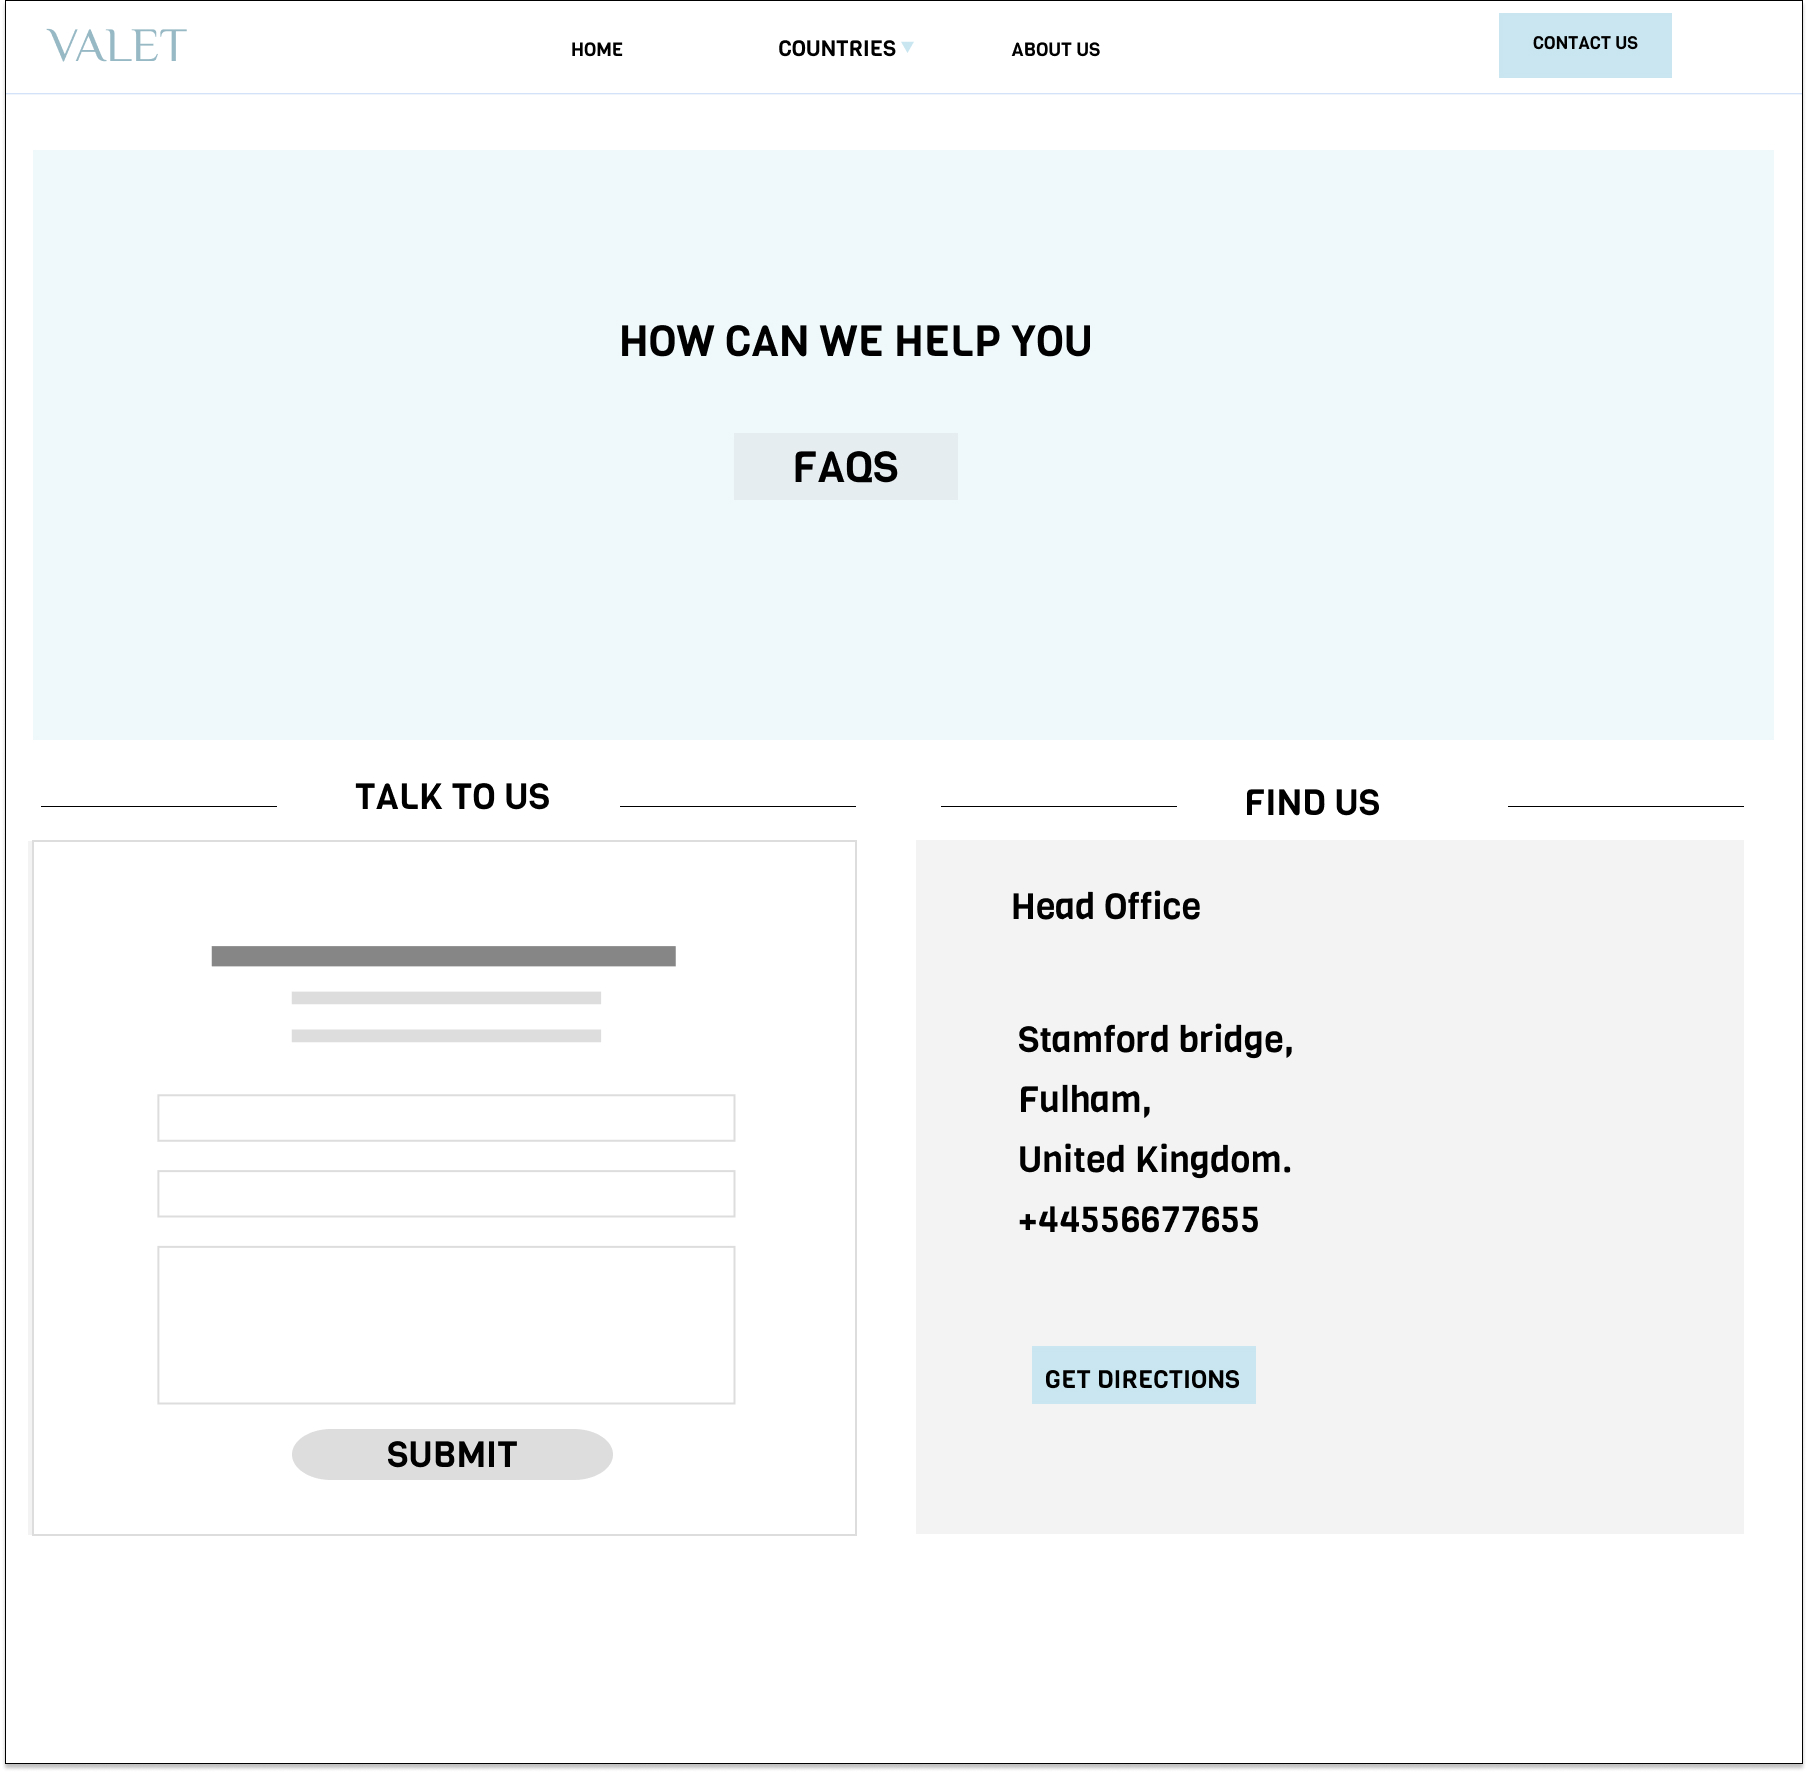 VALET
HOME
COUNTRIES
ABOUT US
CONTACT US
HOW CAN WE HELP YOU
FAQS
TALK TO US
FIND US
Head Office
Stamford bridge,
Fulham,
United Kingdom.
+44556677655
GET DIRECTIONS
SUBMIT